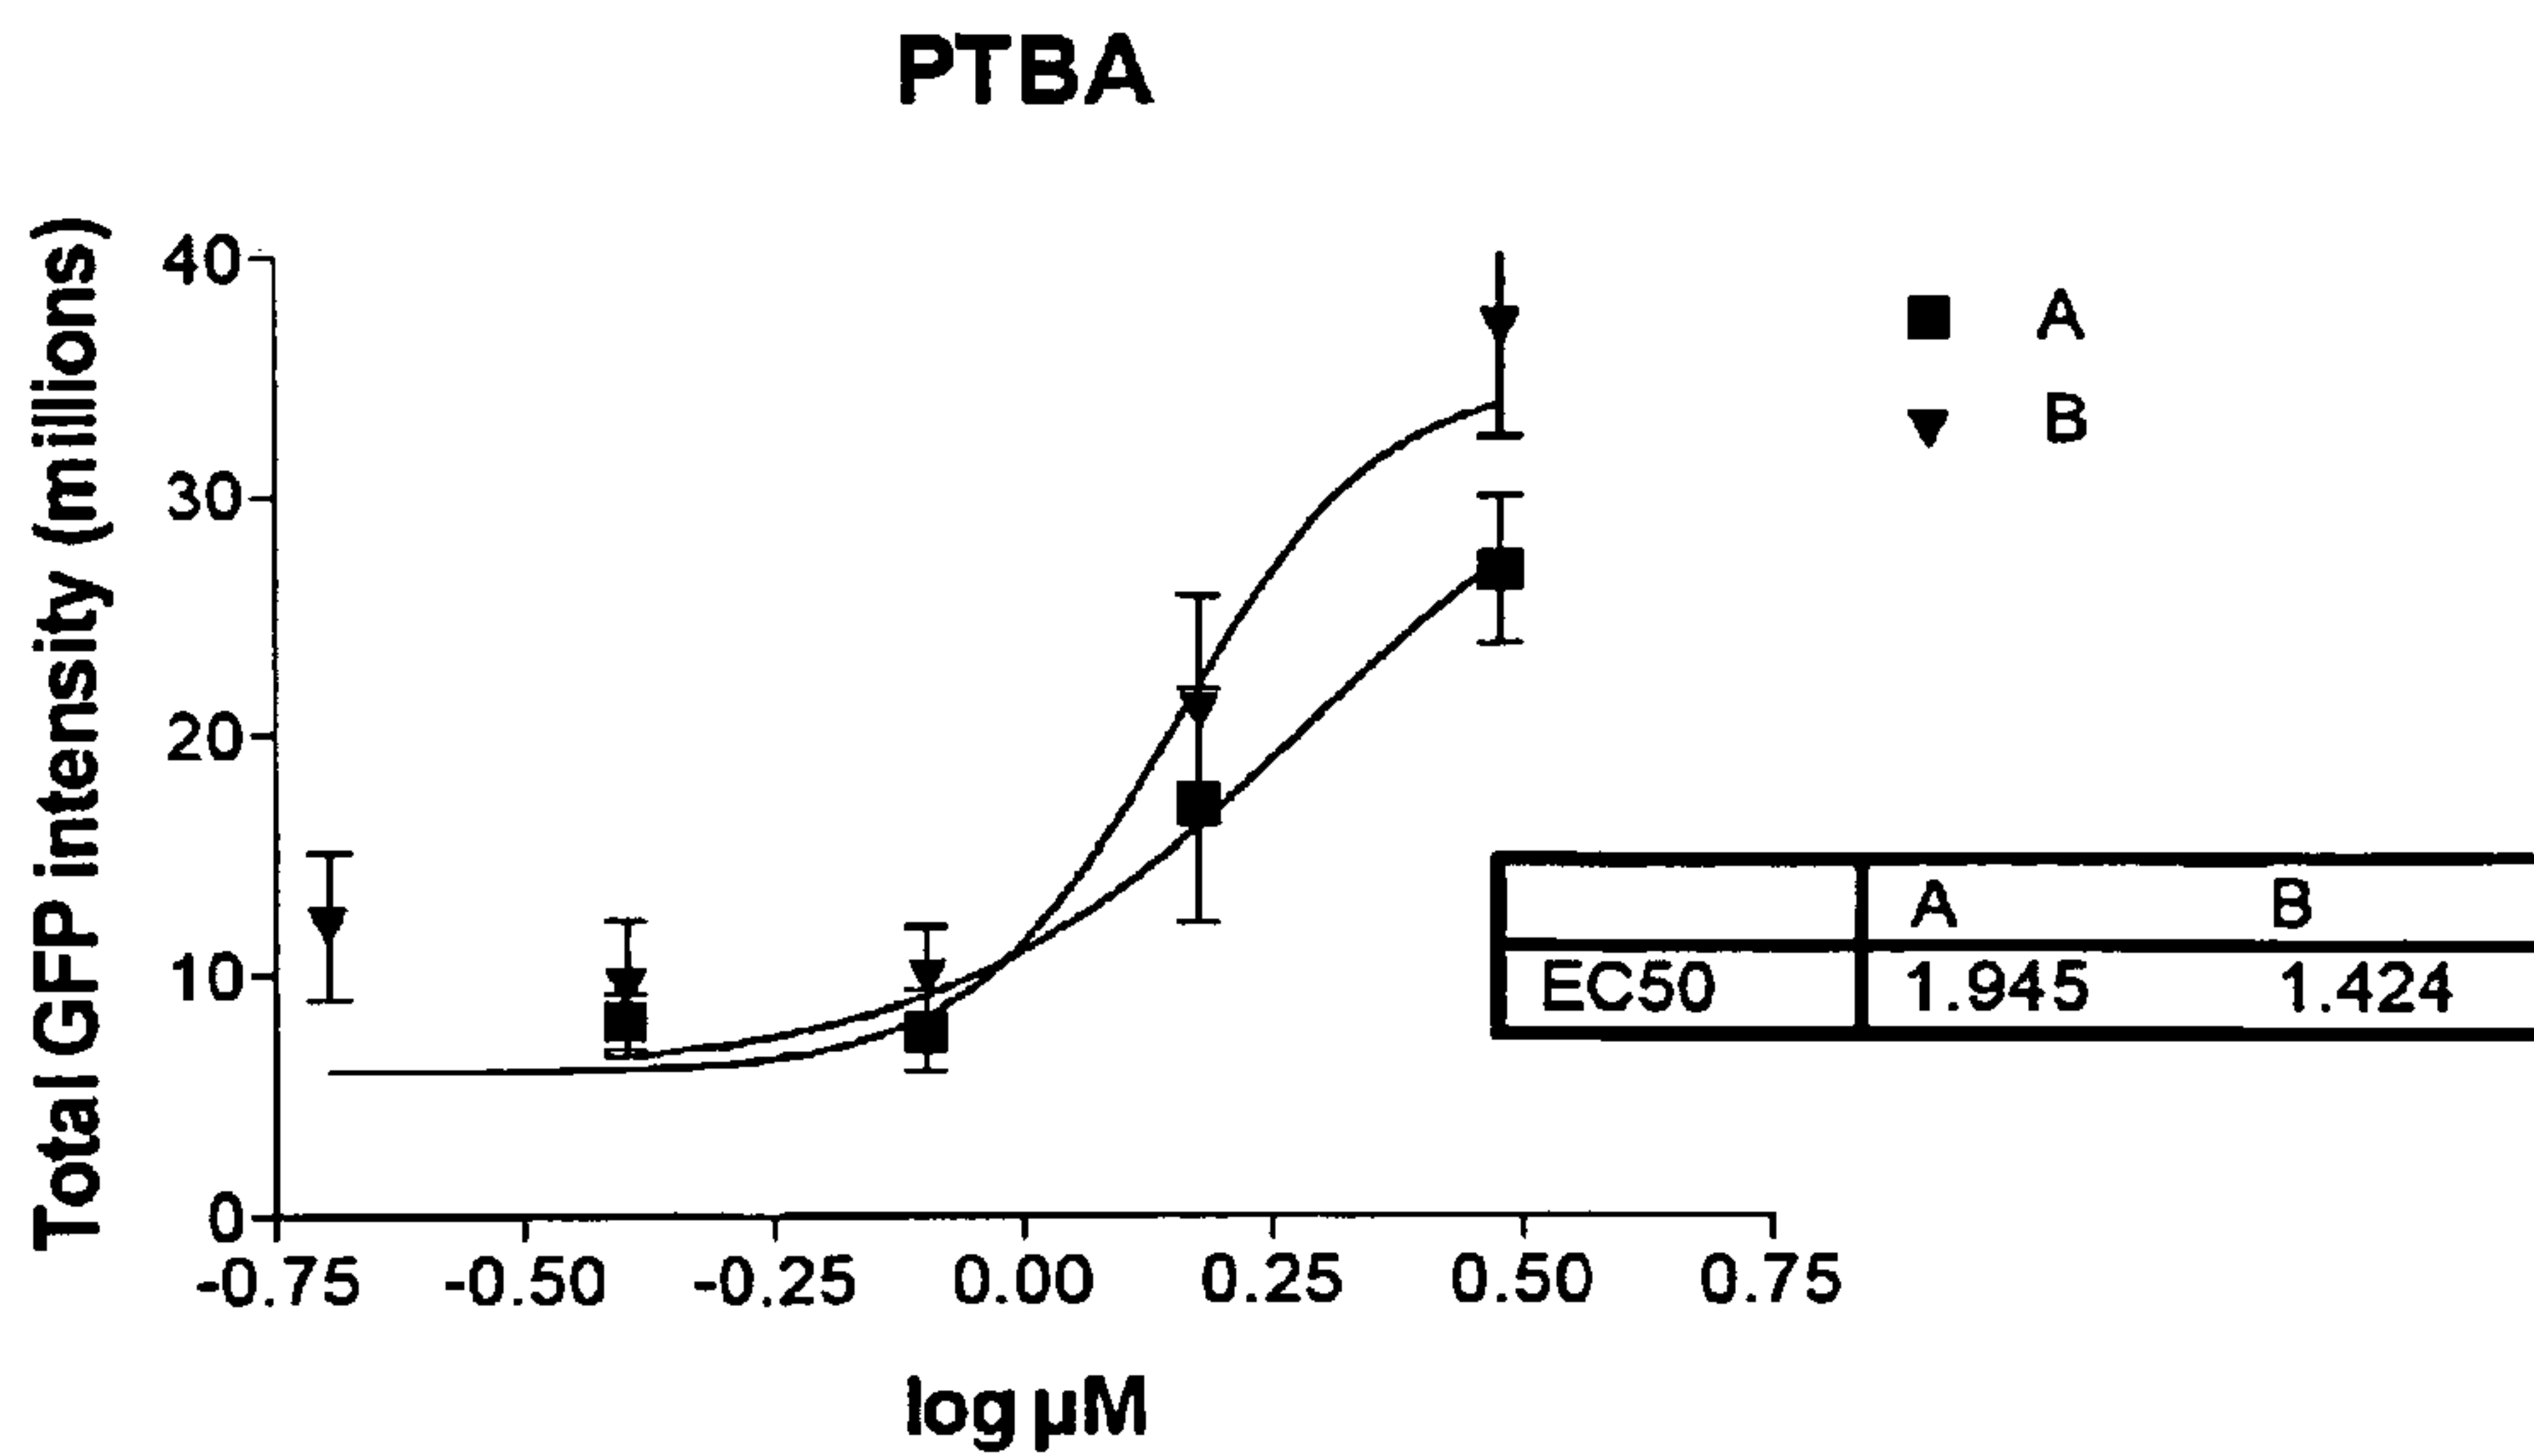 PTBA
Total GFP intensity (millions)
40
30
20
10
0
-0.75 -0.50 -0.25 0.00 0.25 0.50 0.75
log µM
A
B
A B
EC50 1.945 1.424